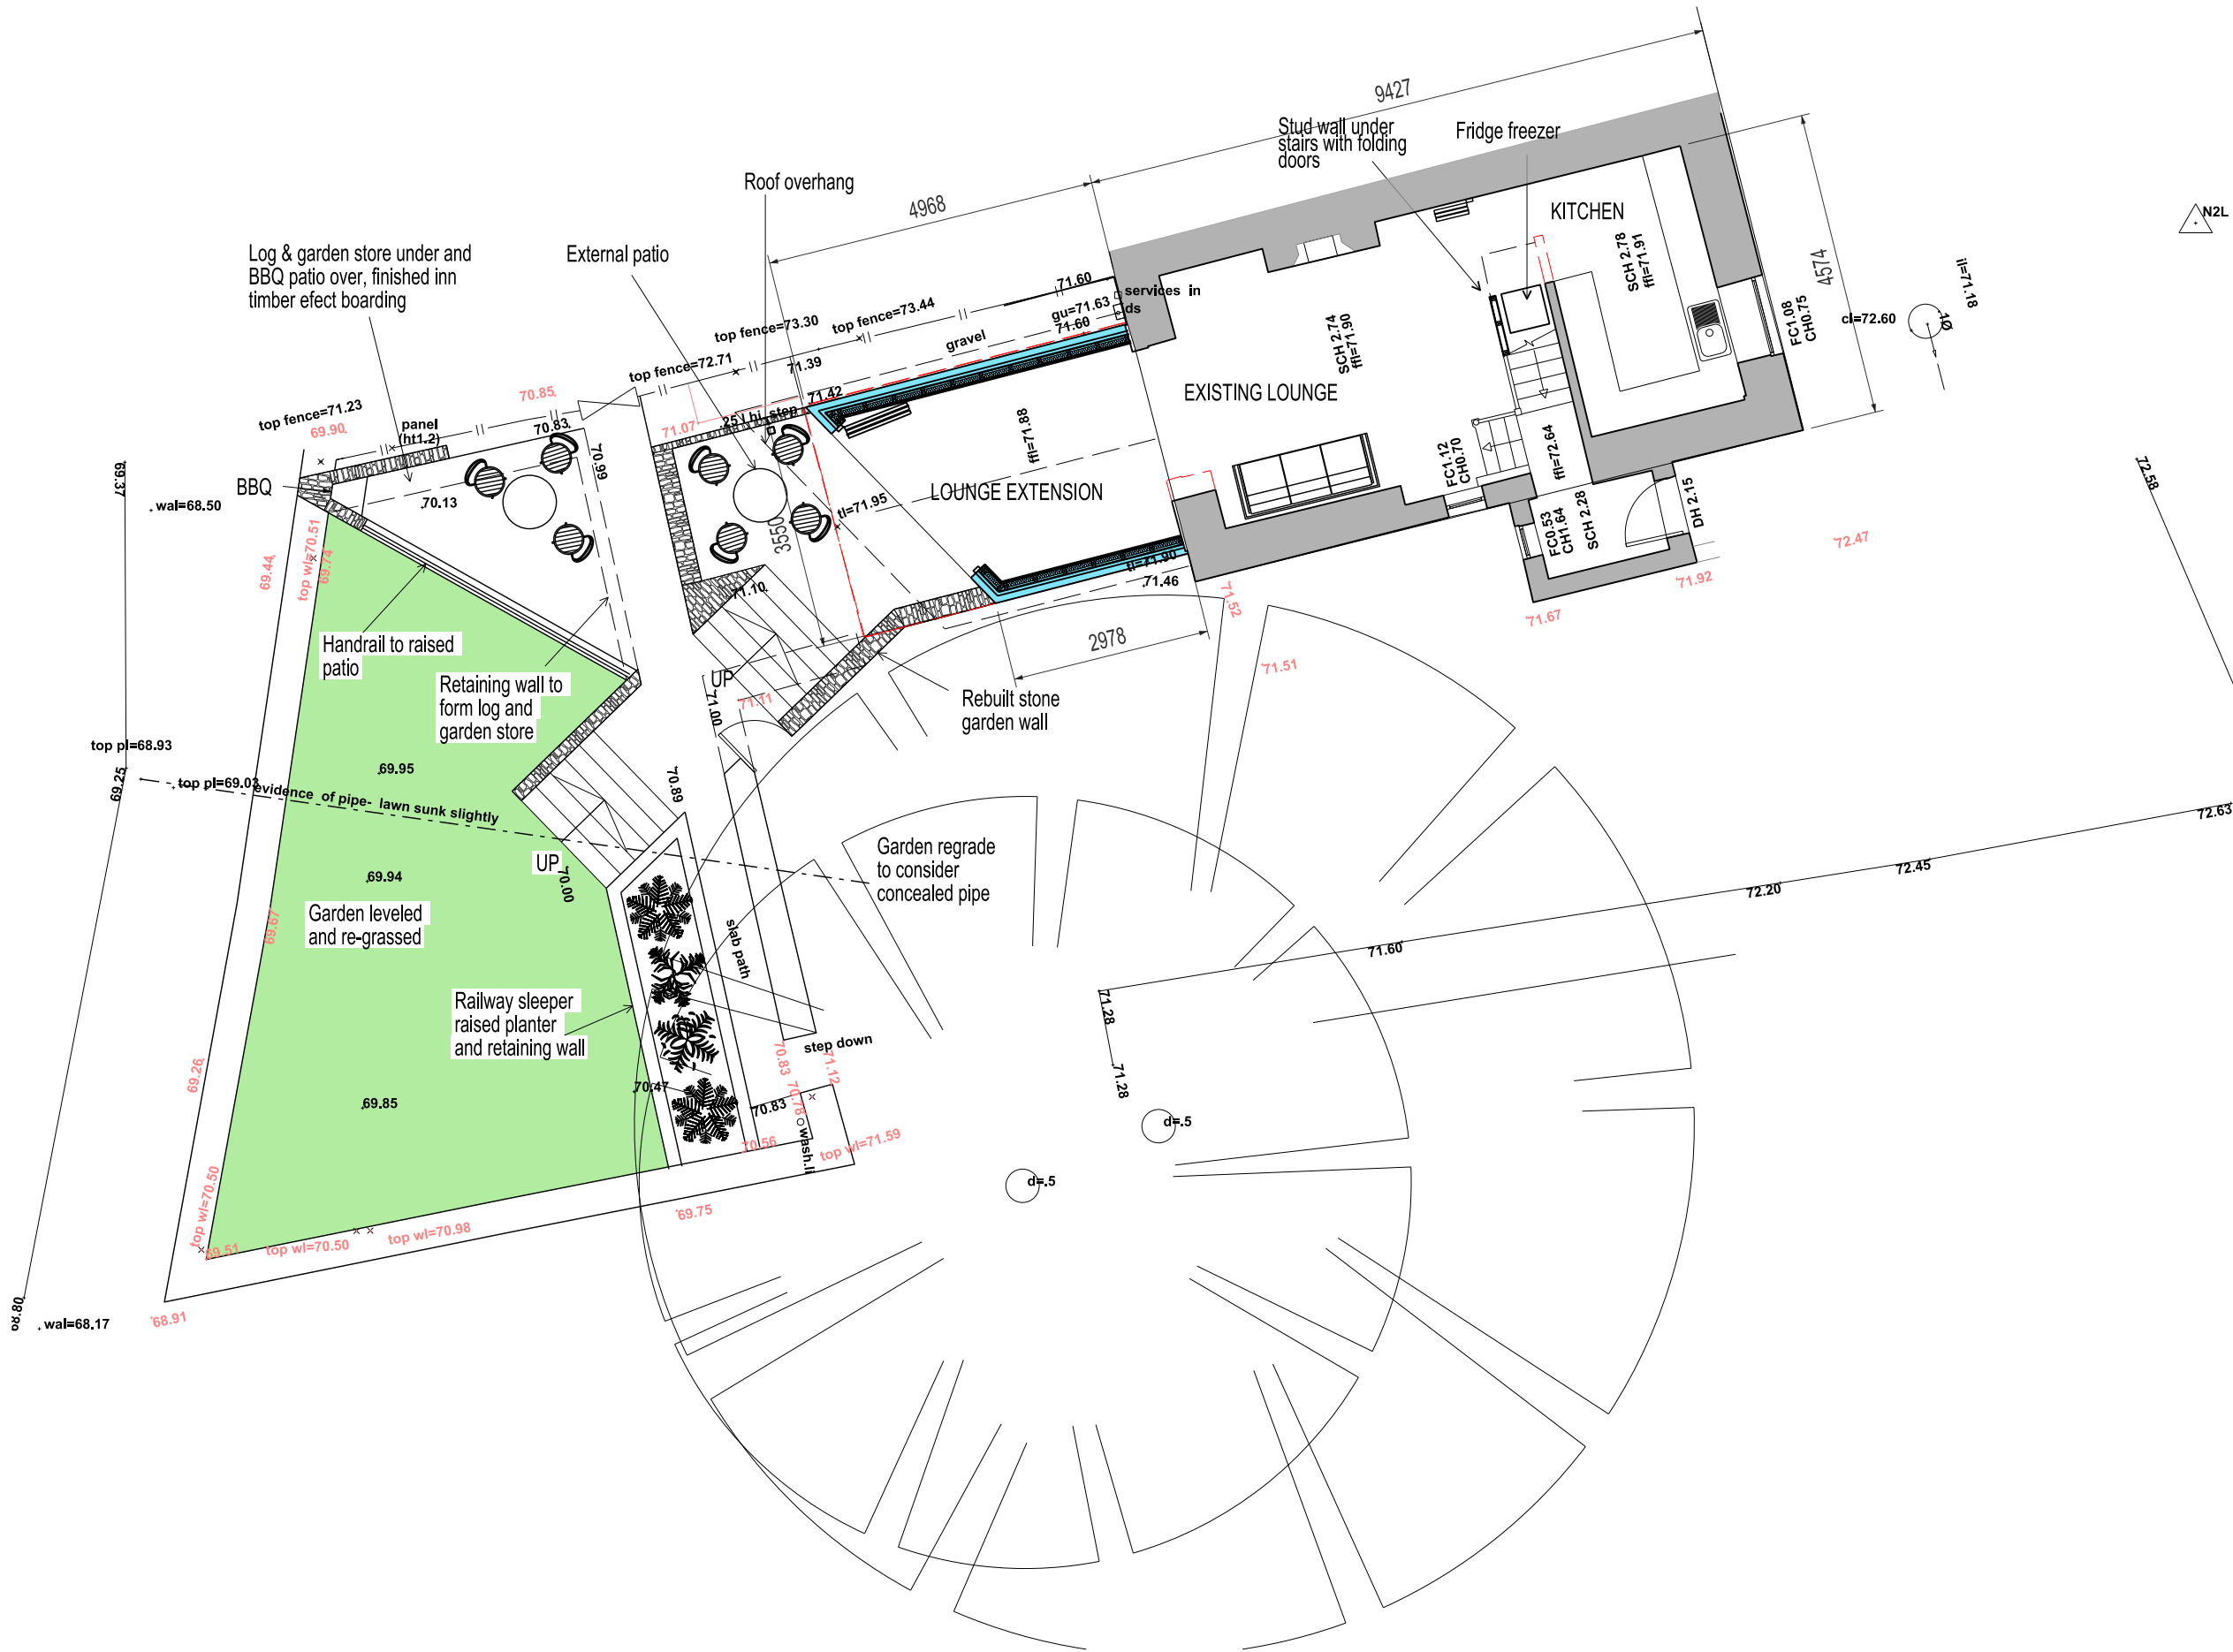 9427
Stud wall under
stairs with folding
doors
Fridge freezer
4968
Roof overhang
KITCHEN
SCH 2.78
ffl=71.91
4574
N2L
il=71.81
cl=72.60
.1Ø
FC1.08
CH0.75
Log & garden store under and
BBQ patio over, finished inn
timber efect boarding
External patio
71.60
services in
ds
gu=71.63
71.60
gravel
top fence=73.44
top fence=73.30
71.39
top fence=72.71
71.42
.25 l hi step
71.07
70.85
top fence=71.23
69.90
panel
(ht1.2)
70.83
70.69
SCH 2.74
ffl=71.90
EXISTING LOUNGE
ffl=71.88
LOUNGE EXTENSION
tl=71.95
3550
FC1.12
CH0.70
ffl=72.64
FC0.53
CH1.64
SCH 2.28
DH 2.15
72.47
72.58
69.37
wal=68.50
BBQ
70.13
top wl=70.51
69.74
69.44
71.10
tl=71.90
71.46
71.52
71.92
71.67
2978
71.51
Handrail to raised
patio
Retaining wall to
form log and
garden store
UP
71.11
71.00
Rebuilt stone
garden wall
top pl=68.93
69.25
top pl=69.03
evidence of pipe- lawn sunk slightly
69.95
70.89
72.63
72.45
72.20
71.60
Garden regrade
to consider
concealed pipe
UP
70.00
69.94
Garden leveled
and re-grassed
69.67
slab path
Railway sleeper
raised planter
and retaining wall
71.28
71.28
step down
70.83
71.12
70.78
69.26
69.85
70.47
70.83
70.56
wash.li
top wl=71.59
d=.5
d=.5
69.75
top wl=70.50
69.51
top wl=70.50
top wl=70.98
68.80
wal=68.17
68.91